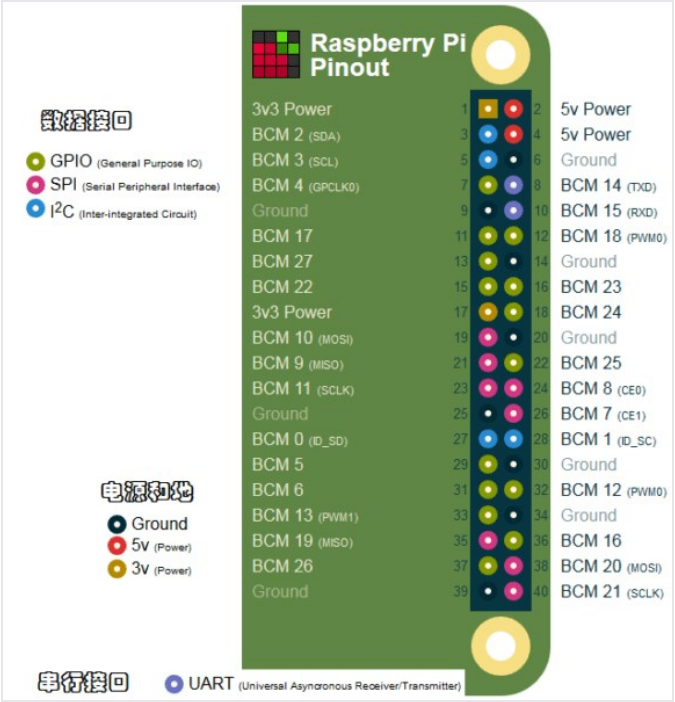 Raspberry Pi
Pinout
数据接口
GPIO (General Purpose IO)
SPI (Serial Peripheral Interface)
I²C (Inter-integrated Circuit)
3v3 Power 1 2 5v Power
BCM 2 (SDA) 3 4 5v Power
BCM 3 (SCL) 5 6 Ground
BCM 4 (GPCLK0) 7 8 BCM 14 (TXD)
Ground 9 10 BCM 15 (RXD)
BCM 17 11 12 BCM 18 (PWM0)
BCM 27 13 14 Ground
BCM 22 15 16 BCM 23
3v3 Power 17 18 BCM 24
BCM 10 (MOSI) 19 20 Ground
BCM 9 (MISO) 21 22 BCM 25
BCM 11 (SCLK) 23 24 BCM 8 (CE0)
Ground 25 26 BCM 7 (CE1)
BCM 0 (ID_SD) 27 28 BCM 1 (ID_SC)
BCM 5 29 30 Ground
BCM 6 31 32 BCM 12 (PWM0)
BCM 13 (PWM1) 33 34 Ground
BCM 19 (MISO) 35 36 BCM 16
BCM 26 37 38 BCM 20 (MOSI)
Ground 39 40 BCM 21 (SCLK)
电源和地
Ground
5v (Power)
3v (Power)
串行接口
UART (Universal Asyncronous Receiver/Transmitter)